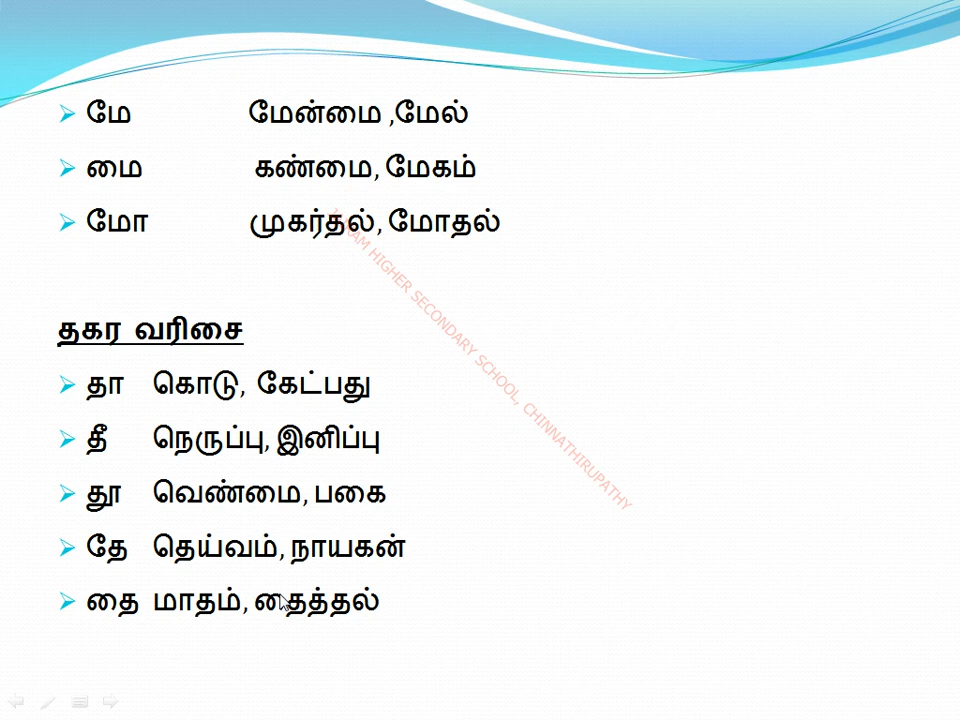 மே மேன்மை ,மேல்
மை கண்மை, மேகம்
மோ முகர்தல், மோதல்
தகர வரிசை
தா கொடு, கேட்பது
தீ நெருப்பு, இனிப்பு
தூ வெண்மை, பகை
தே தெய்வம், நாயகன்
தை மாதம், தைத்தல்
HIGHER SECONDARY SCHOOL, CHINNATHIRUPATHY